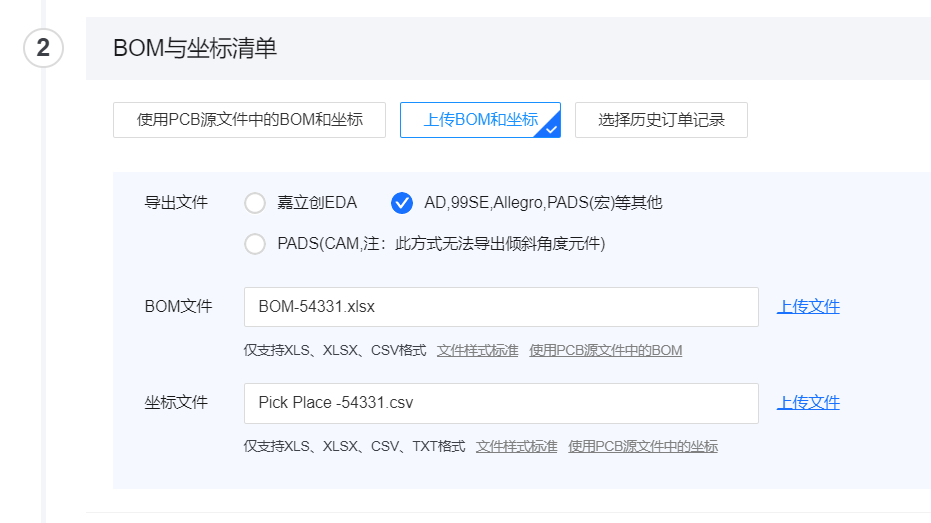 2
BOM与坐标清单
使用PCB源文件中的BOM和坐标 上传BOM和坐标 选择历史订单记录
导出文件 嘉立创EDA AD,99SE,Allegro,PADS(宏)等其他
PADS(CAM,注：此方式无法导出倾斜角度元件)
BOM文件 BOM-54331.xlsx 上传文件
仅支持XLS、XLSX、CSV格式 文件样式标准 使用PCB源文件中的BOM
坐标文件 Pick Place -54331.csv 上传文件
仅支持XLS、XLSX、CSV、TXT格式 文件样式标准 使用PCB源文件中的坐标